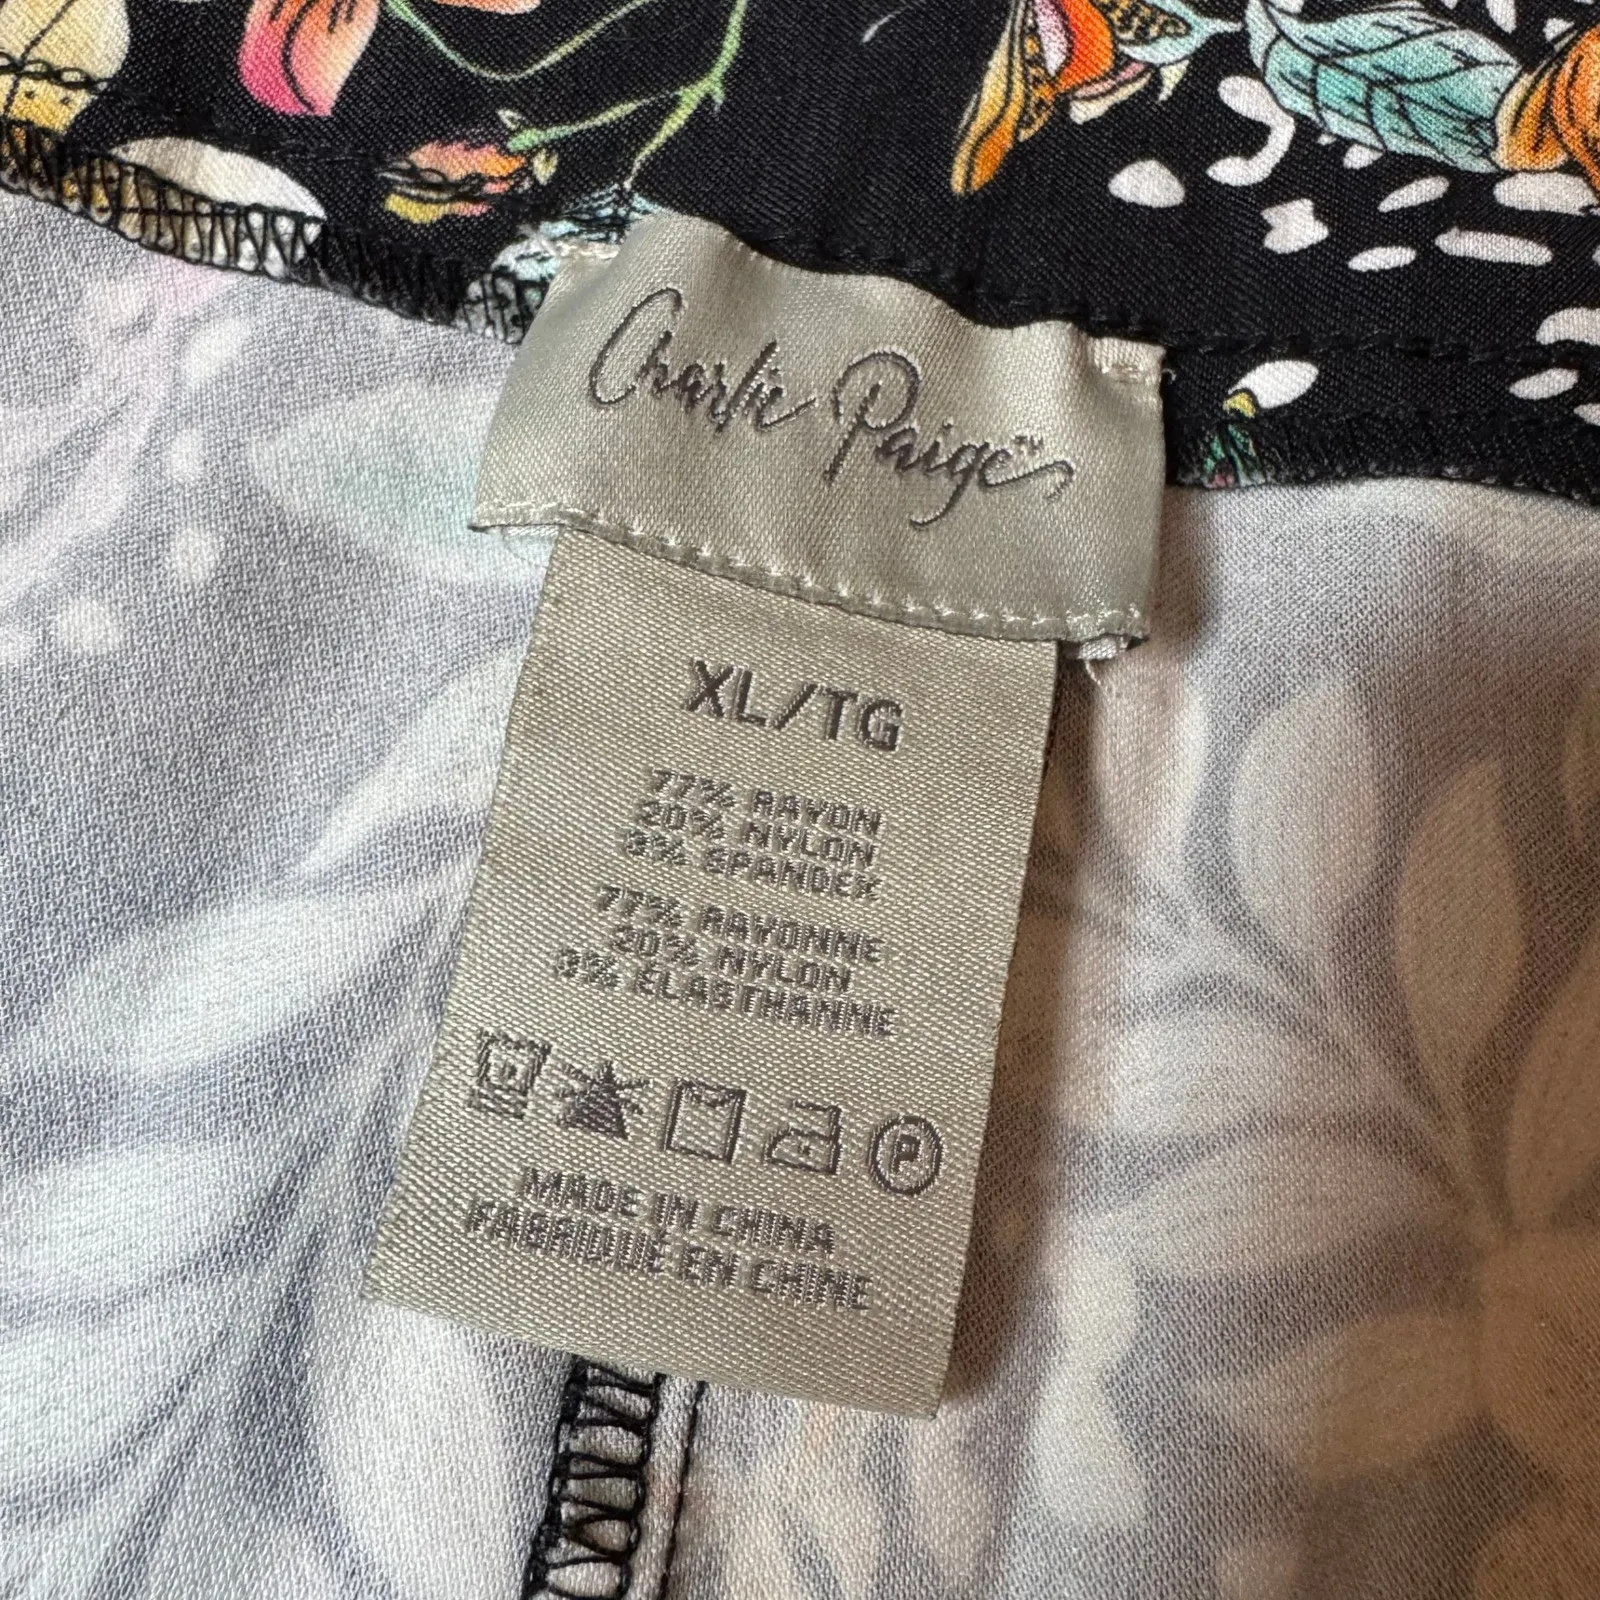 Charlie Paige™
XL/TG
77% RAYON
20% NYLON
3% SPANDEX
77% RAYONNE
20% NYLON
3% ÉLASTHANNE
P
MADE IN CHINA
FABRIQUÉ EN CHINE